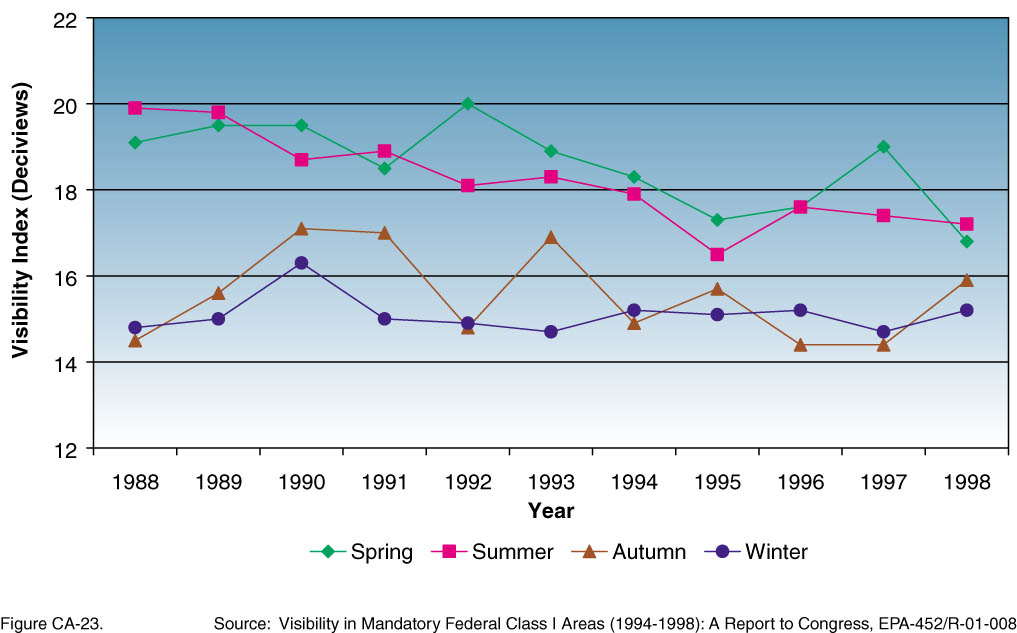 22
20
18
16
14
12
Visibility Index (Deciviews)
1988 1989 1990 1991 1992 1993 1994 1995 1996 1997 1998
Year
Spring Summer Autumn Winter
Figure CA-23. Source: Visibility in Mandatory Federal Class I Areas (1994-1998): A Report to Congress, EPA-452/R-01-008